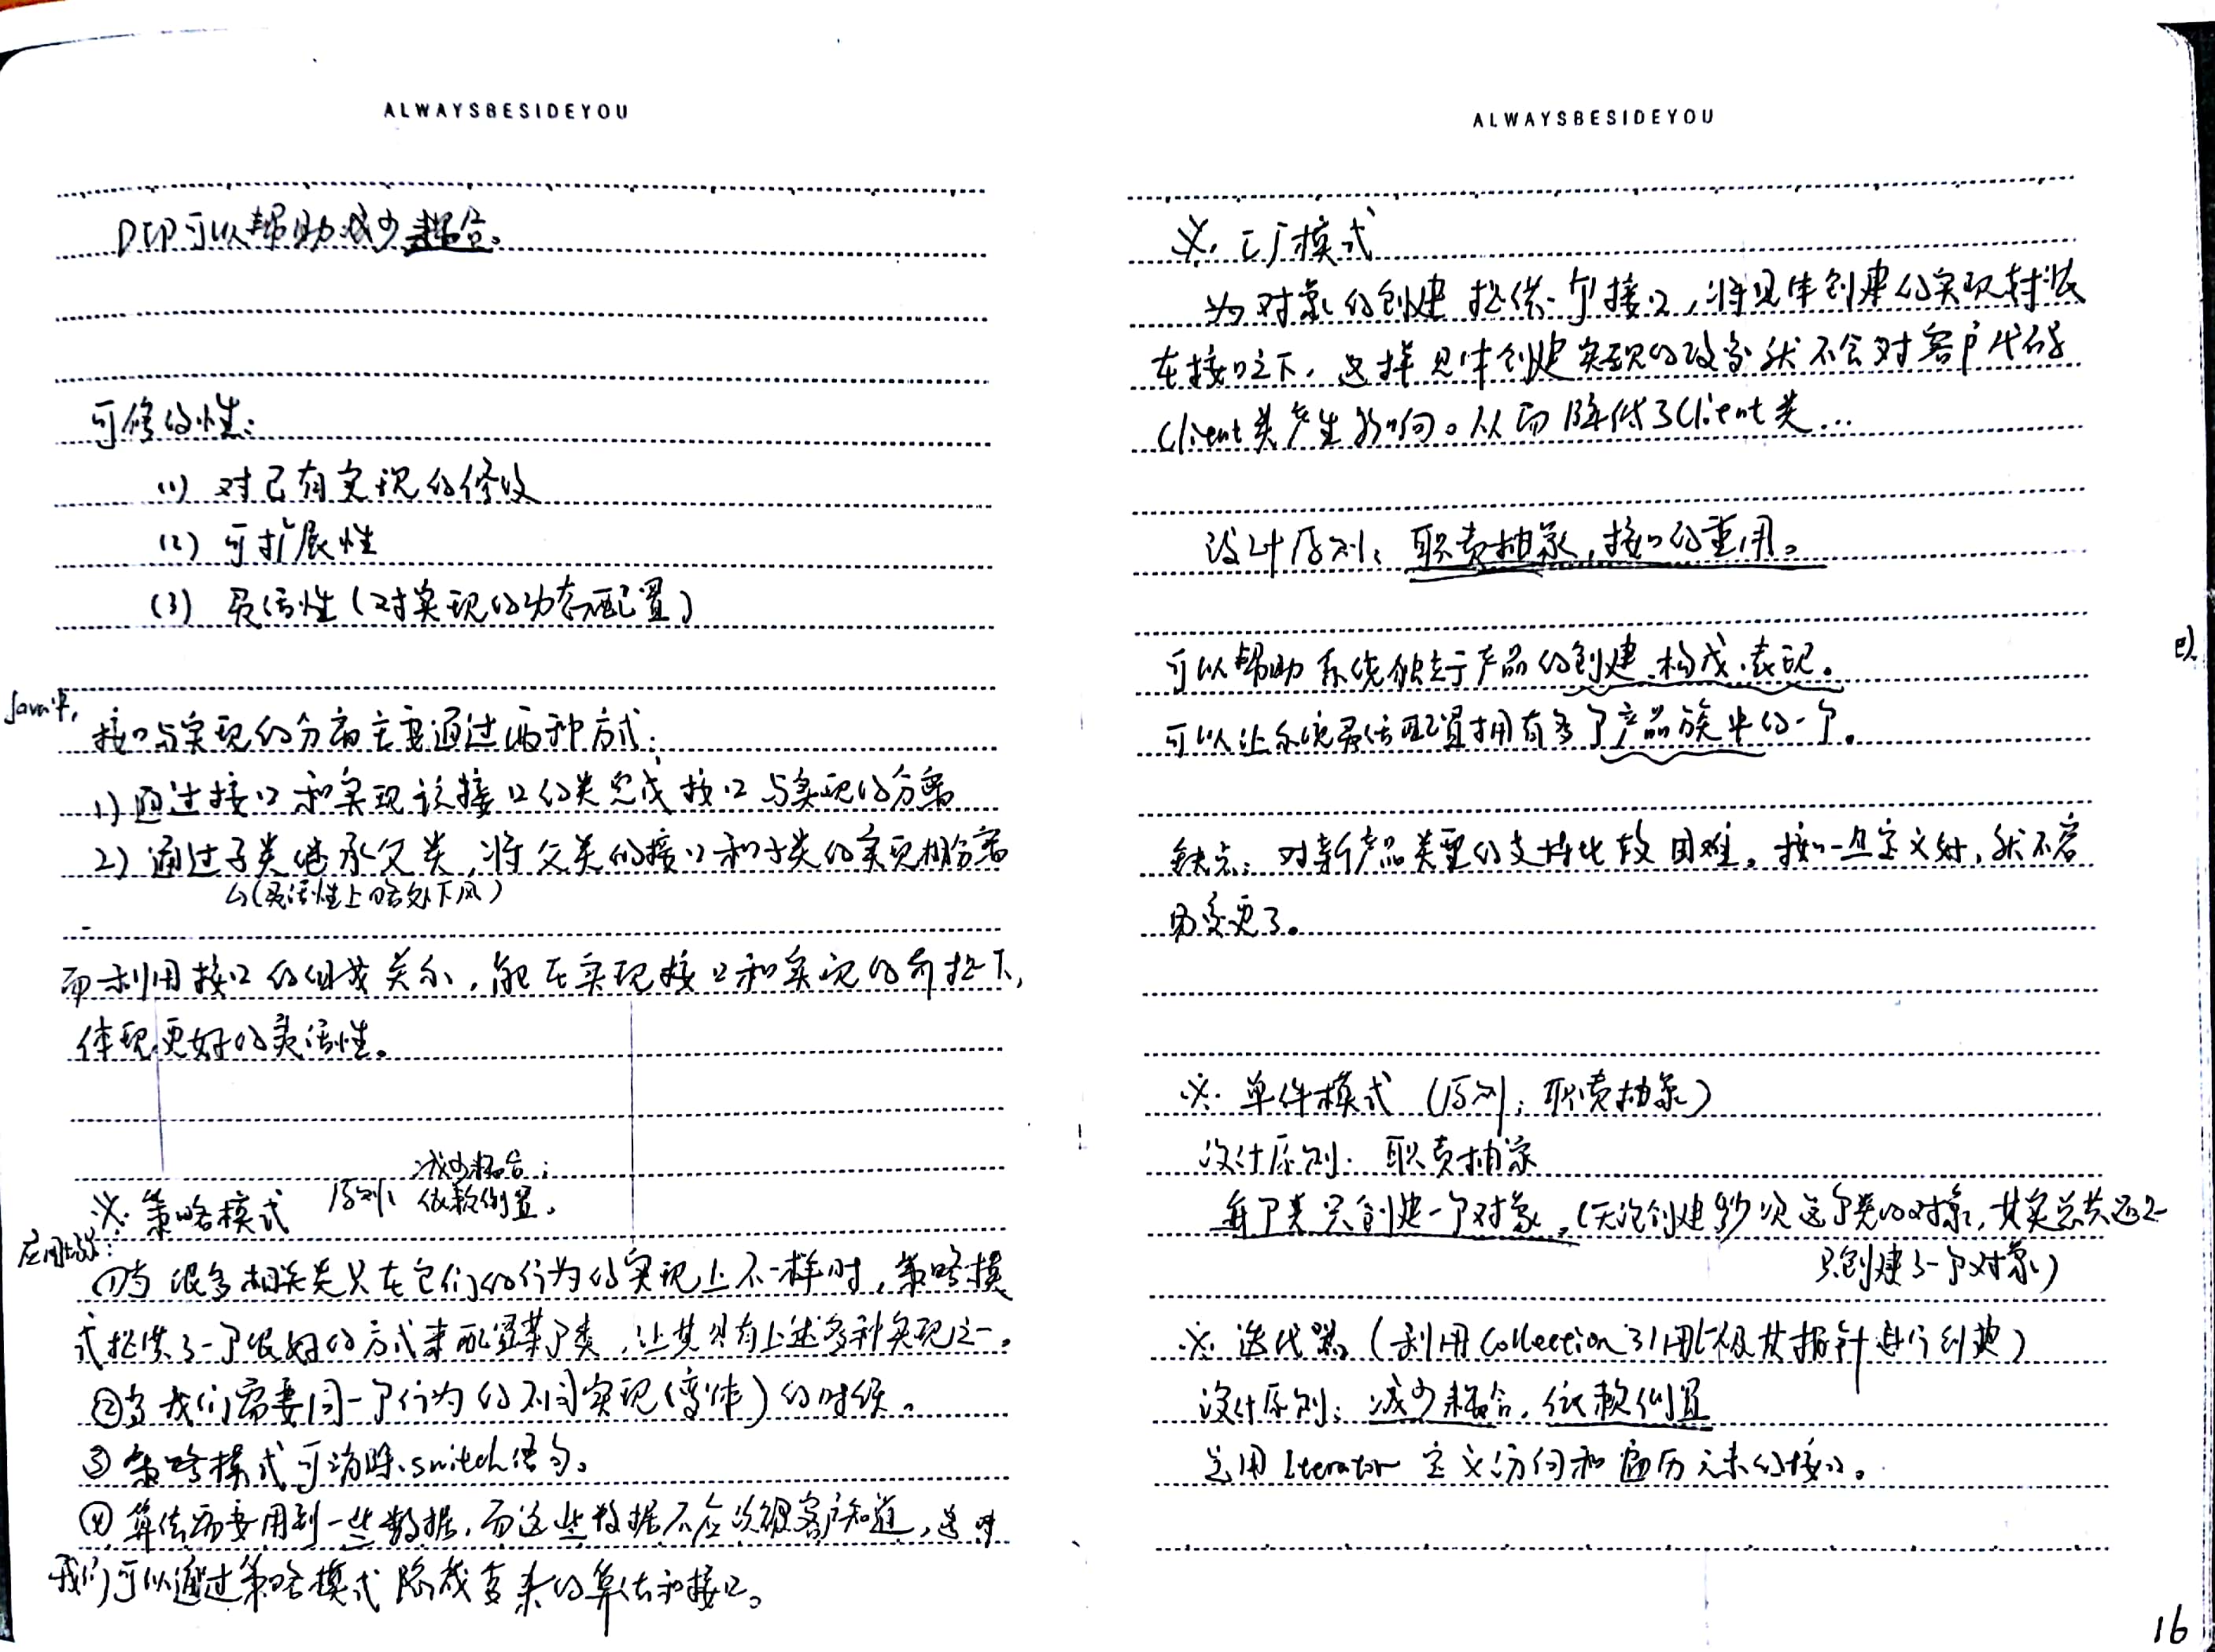 ALWAYSBESIDEYOU
DIP可以帮助减少耦合。
可修改性:
(1) 对已有实现的修改
(2) 可扩展性
(3) 灵活性(对实现的动态配置)
Java中,
接口与实现的分离主要通过两种方式:
1) 通过接口和实现该接口的类完成接口与实现的分离
2) 通过子类继承父类,将父类的接口和子类的实现相分离
(灵活性上略处下风)
而利用接口的组成关系,能在实现接口和实现的前提下,
体现更好的灵活性。
※. 策略模式 原则: 减少耦合;
依赖倒置。
应用场景:
①当很多相关类只在它们的行为的实现上不一样时,策略模
式提供了一个很好的方式来配置某个类,让其具有上述多种实现之一。
②当我们需要同一个行为的不同实现(变体)的时候。
③策略模式可消除switch语句。
④算法需要用到一些数据,而这些数据不应该被客户知道,这时
我们可以通过策略模式隐藏复杂的算法和接口。
ALWAYSBESIDEYOU
※. 工厂模式
为对象的创建提供一个接口,将具体创建的实现封装
在接口之下,这样具体创建实现的改变就不会对客户代码
Client类产生影响。从而降低了Client类...
设计原则: 职责抽象,接口的重用。
可以帮助系统独立于产品的创建、构成、表现。
可以让系统灵活配置拥有多个产品族中的一个。
缺点: 对新产品类型的支持比较困难。接口一旦定义好,就不容
易变更了。
※. 单件模式 (原则: 职责抽象)
设计原则: 职责抽象
每个类只创建一个对象。(无论创建多少次这个类的对象,其实总共还是
只创建了一个对象)
※. 迭代器 (利用Collection引用以及其指针进行创建)
设计原则: 减少耦合,依赖倒置
运用Iterator定义访问和遍历元素的接口。
16